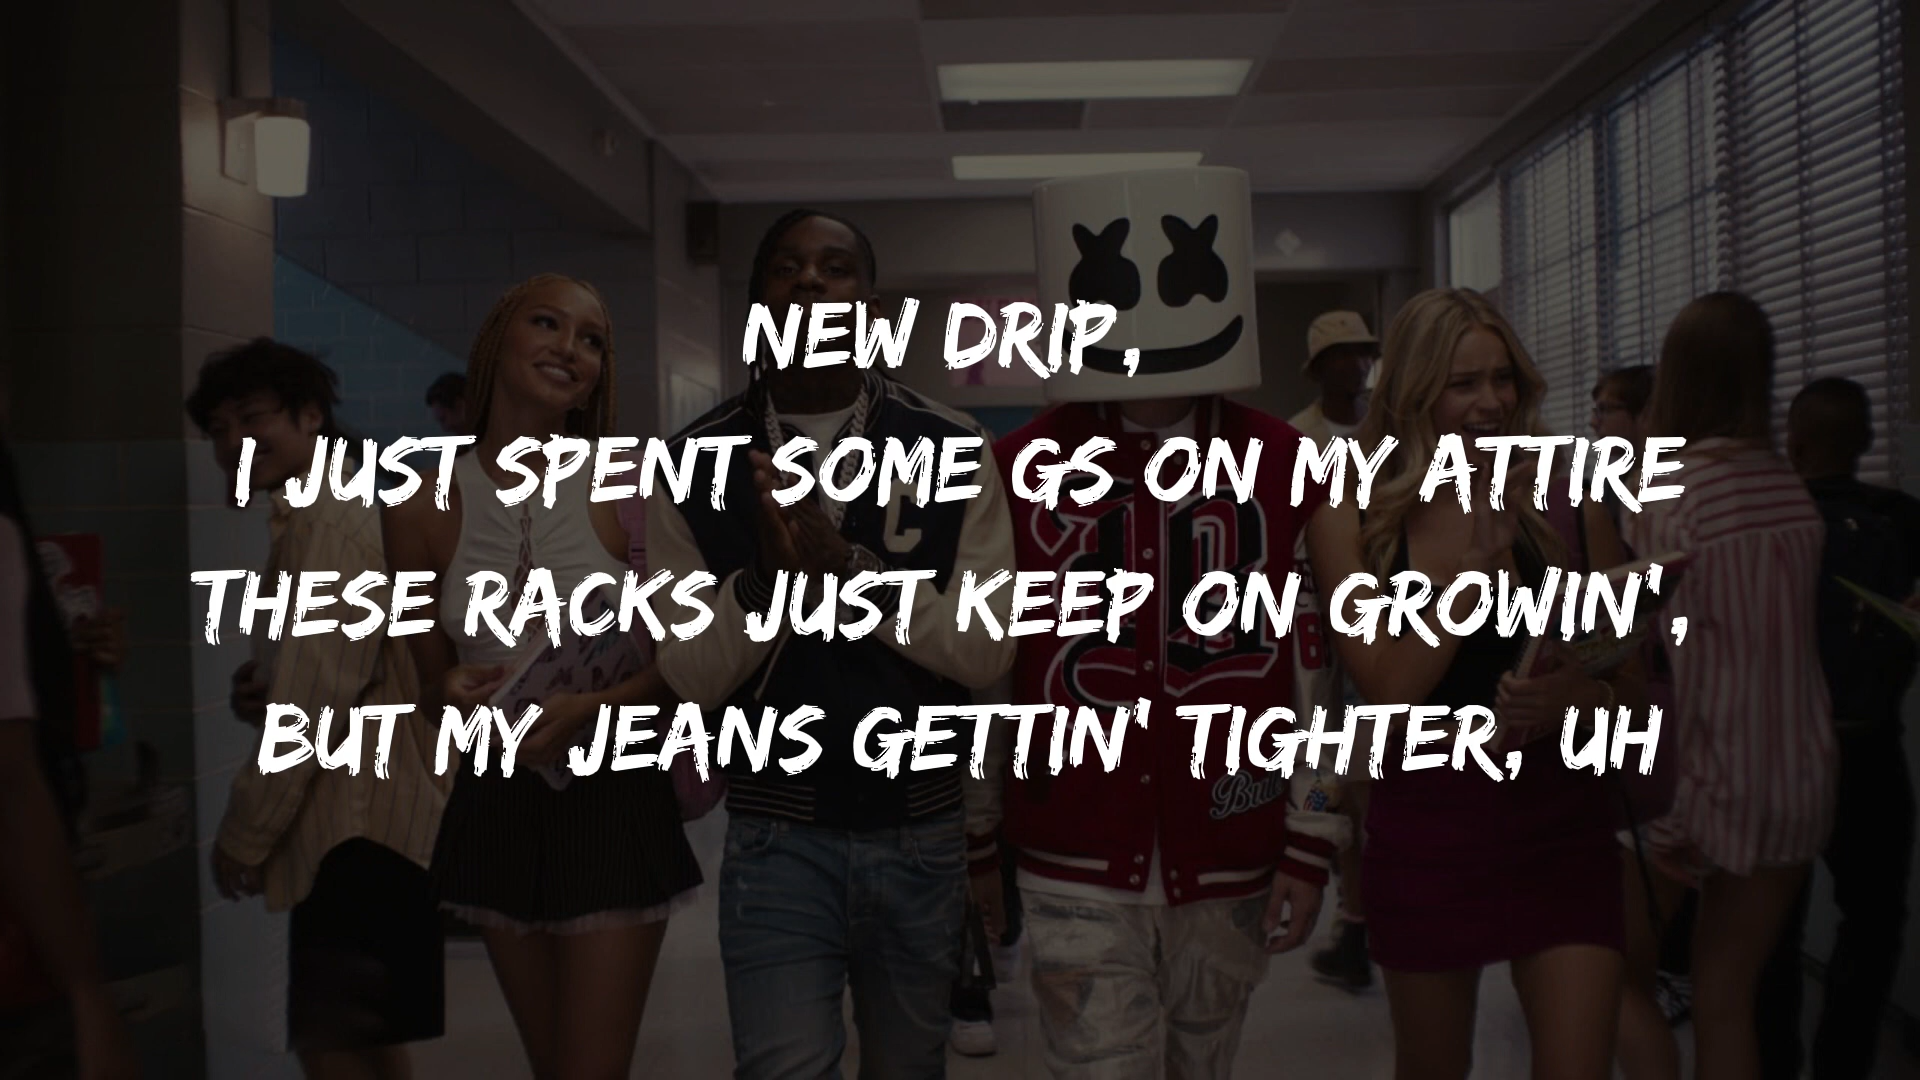 NEW DRIP,
I JUST SPENT SOME GS ON MY ATTIRE
THESE RACKS JUST KEEP ON GROWIN',
BUT MY JEANS GETTIN' TIGHTER, UH
C
B